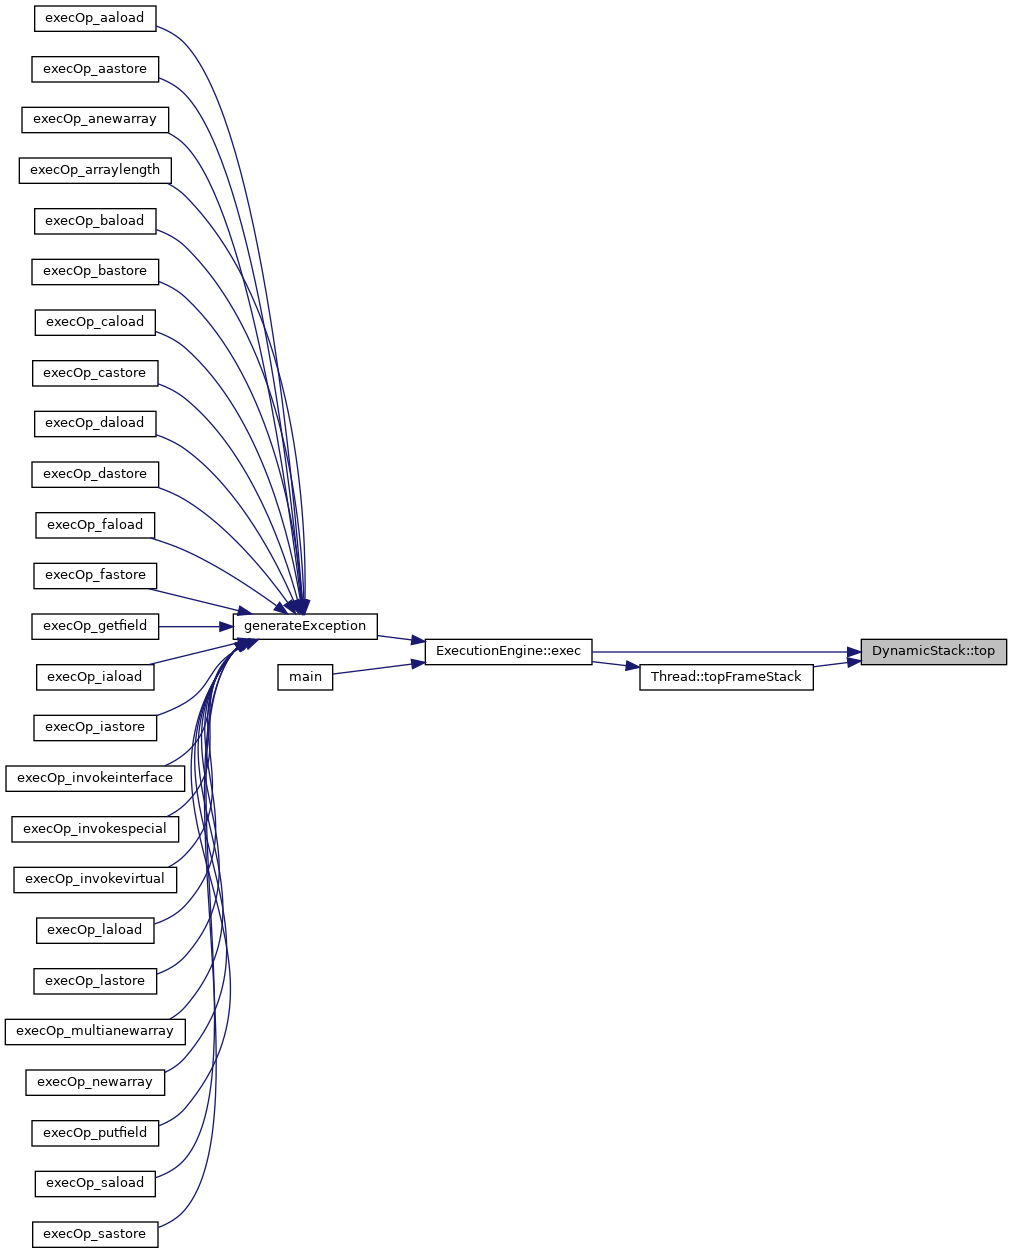 execOp_aaload
execOp_aastore
execOp_anewarray
execOp_arraylength
execOp_baload
execOp_bastore
execOp_caload
execOp_castore
execOp_daload
execOp_dastore
execOp_faload
execOp_fastore
execOp_getfield
execOp_iaload
execOp_iastore
execOp_invokeinterface
execOp_invokespecial
execOp_invokevirtual
execOp_laload
execOp_lastore
execOp_multianewarray
execOp_newarray
execOp_putfield
execOp_saload
execOp_sastore
generateException
main
ExecutionEngine::exec
Thread::topFrameStack
DynamicStack::top